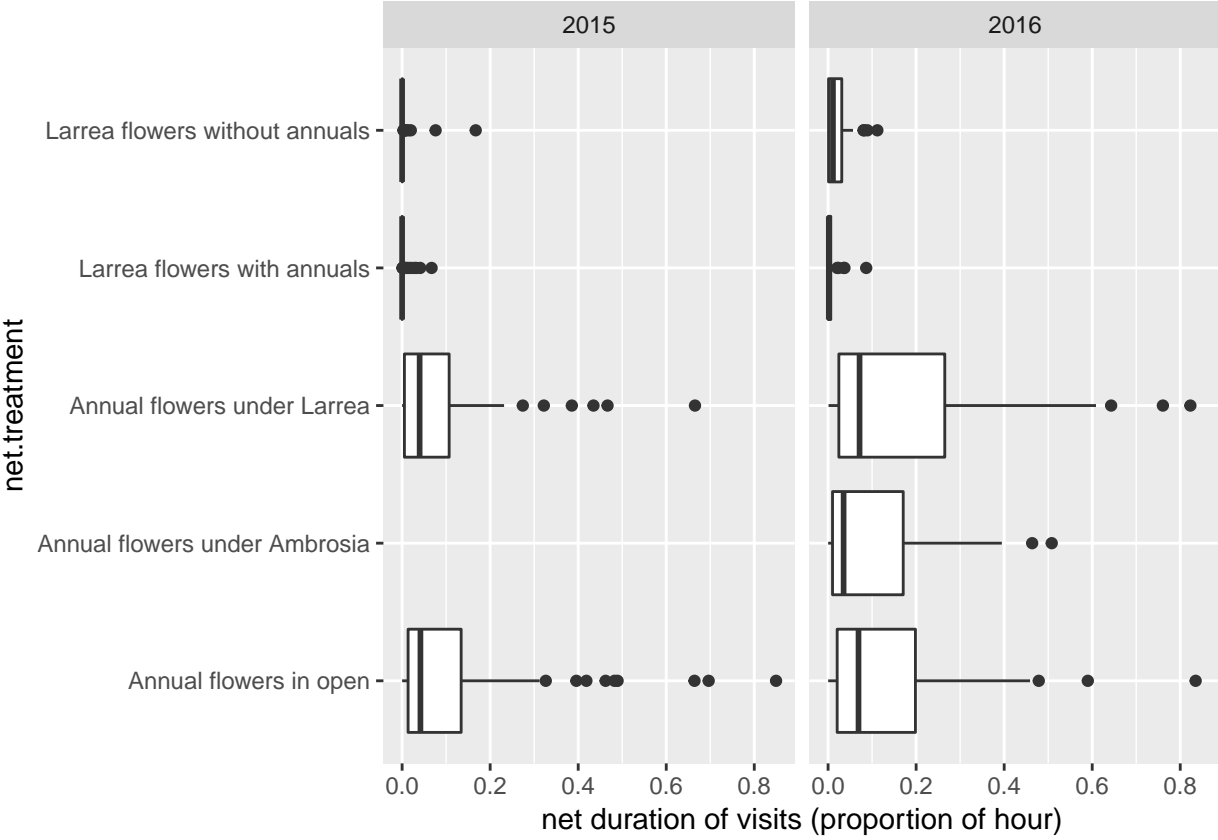 2015
2016
Larrea flowers without annuals
Larrea flowers with annuals
Annual flowers under Larrea
Annual flowers under Ambrosia
Annual flowers in open
net.treatment
0.0 0.2 0.4 0.6 0.8
0.0 0.2 0.4 0.6 0.8
net duration of visits (proportion of hour)